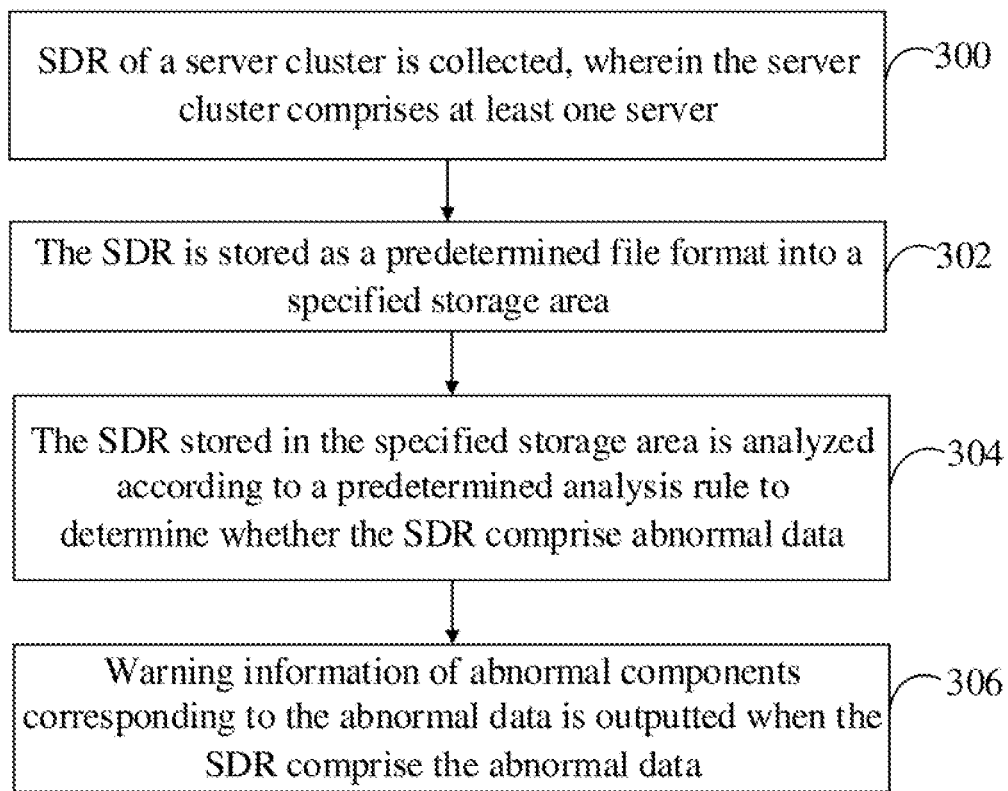 SDR of a server cluster is collected, wherein the server
cluster comprises at least one server
300
The SDR is stored as a predetermined file format into a
specified storage area
302
The SDR stored in the specified storage area is analyzed
according to a predetermined analysis rule to
determine whether the SDR comprise abnormal data
304
Warning information of abnormal components
corresponding to the abnormal data is outputted when the
SDR comprise the abnormal data
306